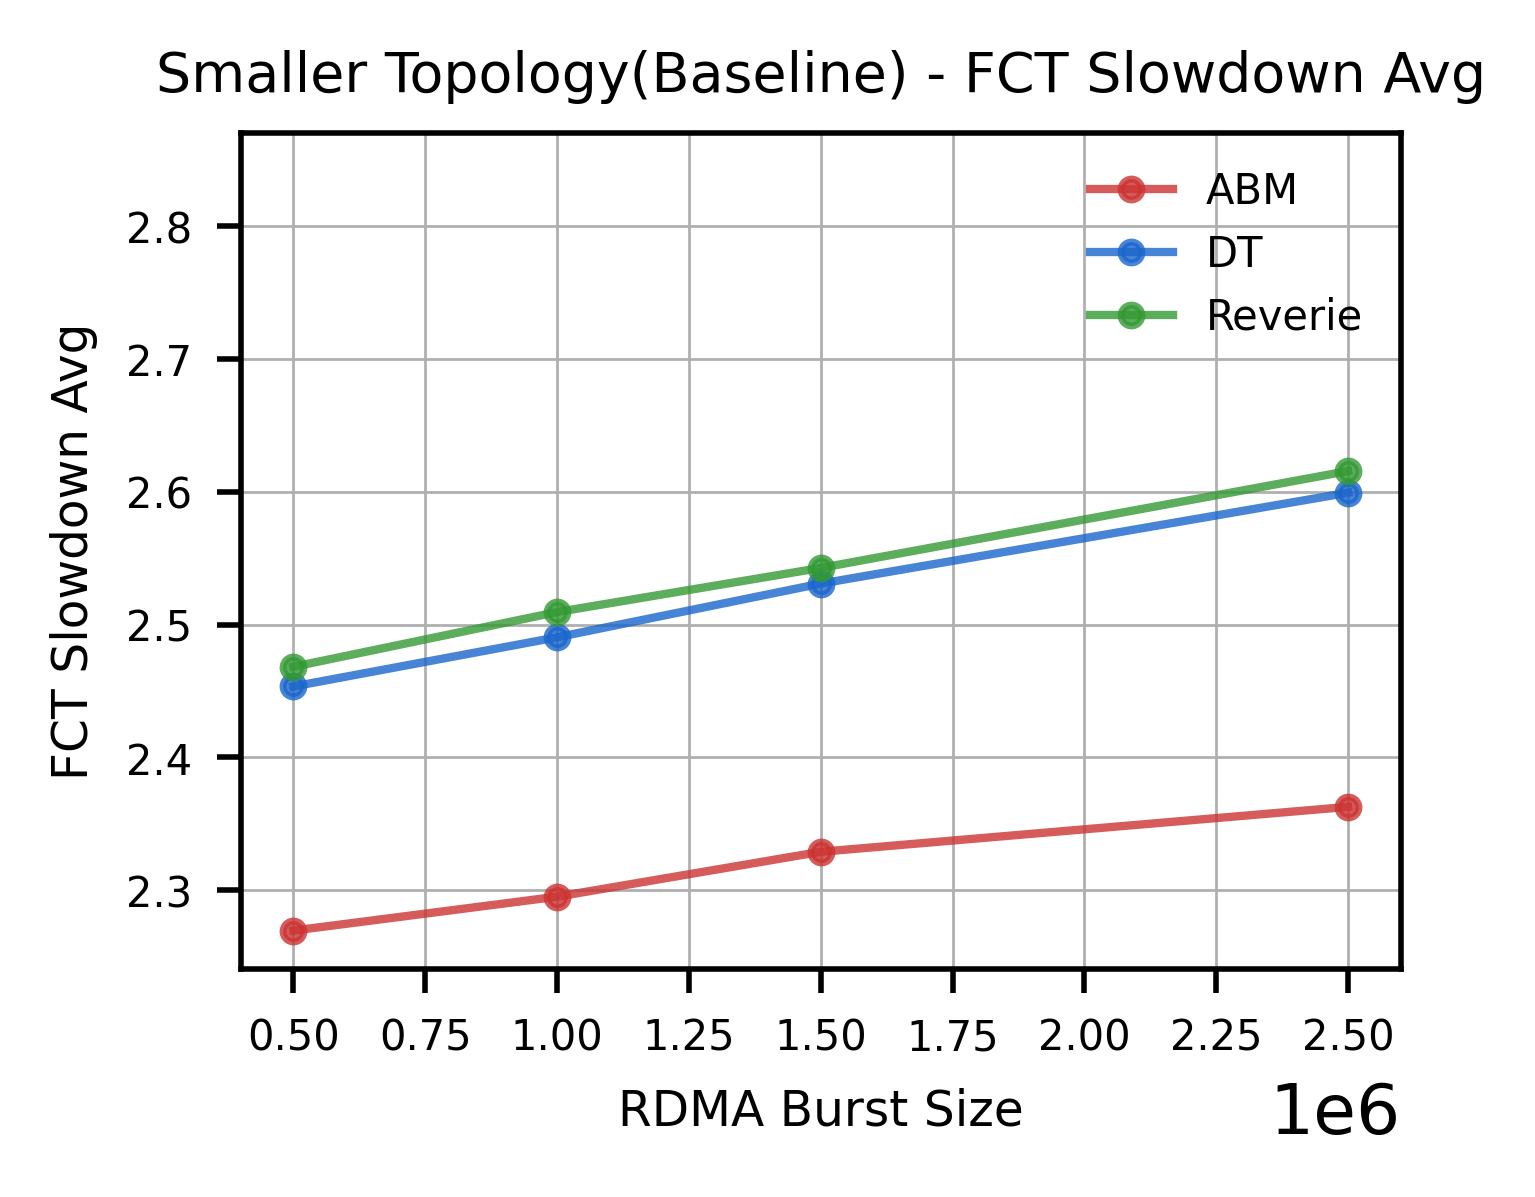 Smaller Topology(Baseline) - FCT Slowdown Avg
ABM
DT
Reverie
FCT Slowdown Avg
2.8
2.7
2.6
2.5
2.4
2.3
0.50 0.75 1.00 1.25 1.50 1.75 2.00 2.25 2.50
RDMA Burst Size
1e6